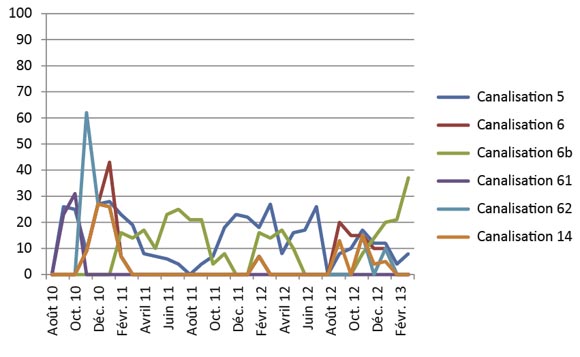 100
90
80
70
60
50
40
30
20
10
0
Août 10
Oct. 10
Déc. 10
Févr. 11
Avril 11
Juin 11
Août 11
Oct. 11
Déc. 11
Févr. 12
Avril 12
Juin 12
Août 12
Oct. 12
Déc. 12
Févr. 13
Canalisation 5
Canalisation 6
Canalisation 6b
Canalisation 61
Canalisation 62
Canalisation 14